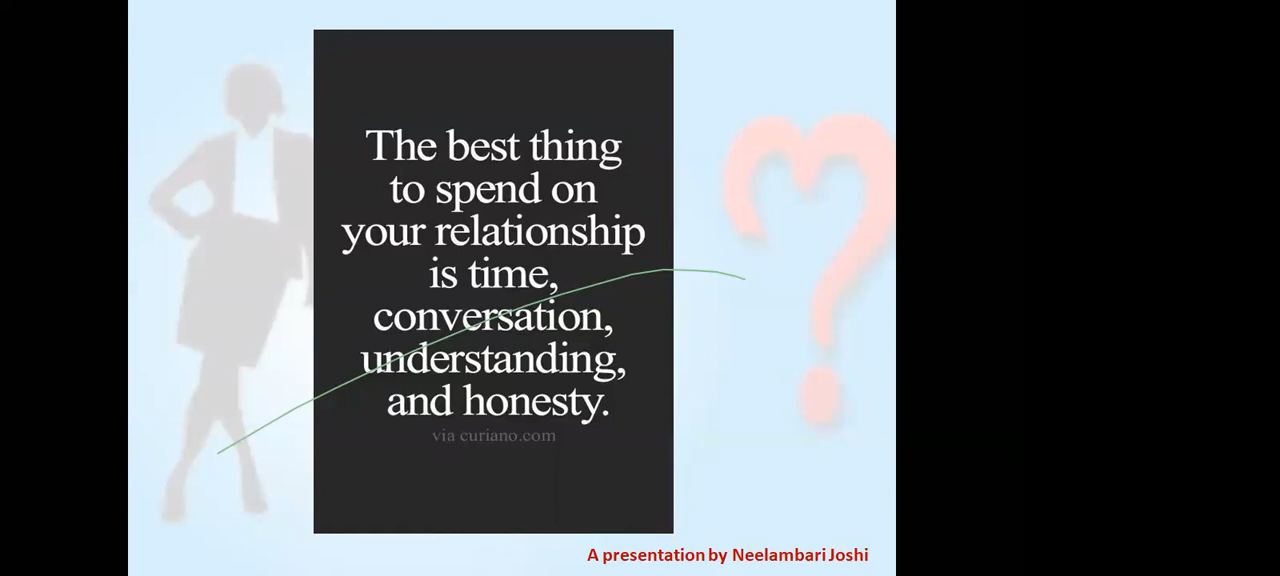 The best thing
to spend on
your relationship
is time,
conversation,
understanding,
and honesty.
via curiano.com
A presentation by Neelambari Joshi